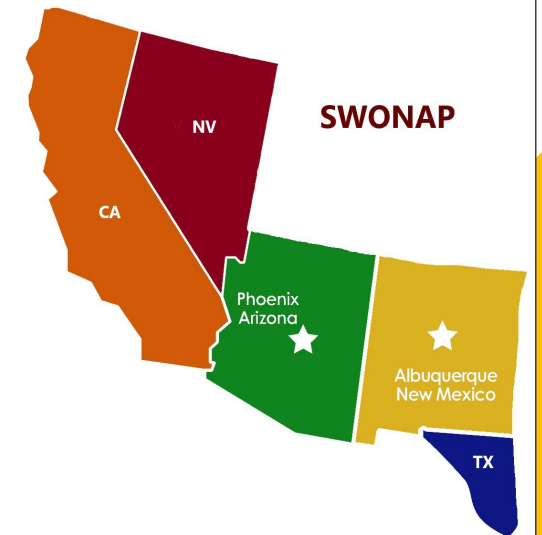 SWONAP
NV
CA
Phoenix
Arizona
Albuquerque
New Mexico
TX